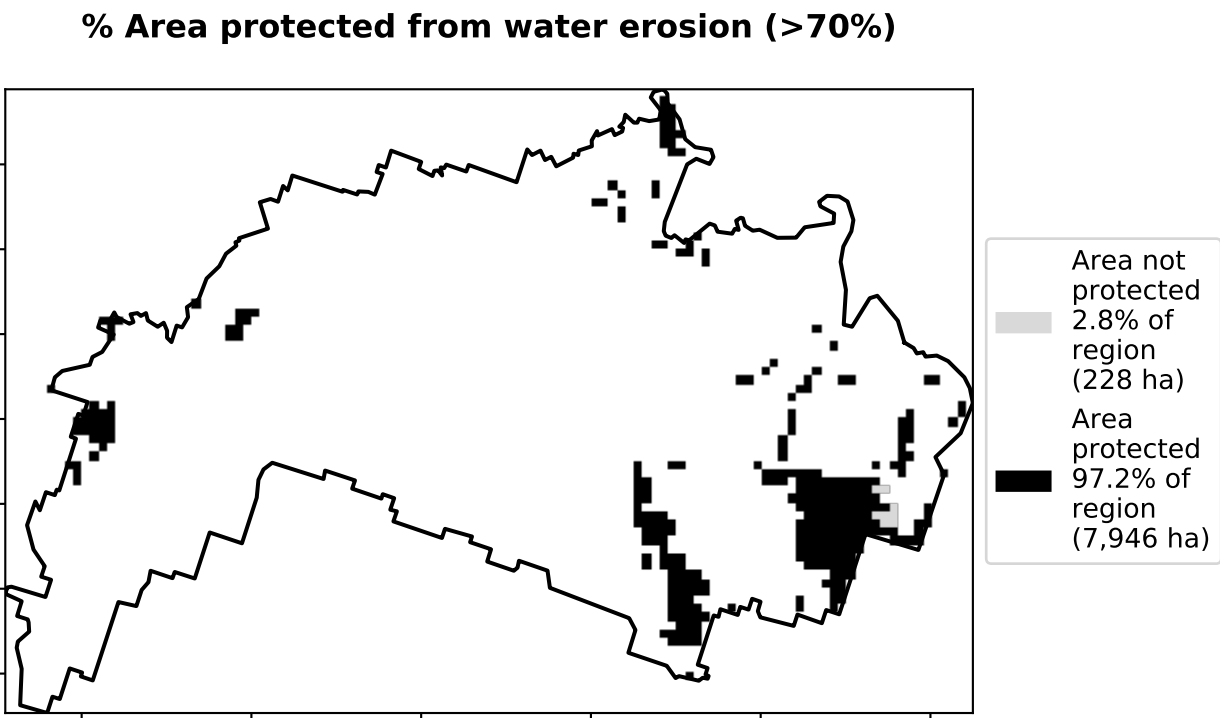 % Area protected from water erosion (>70%)
Area not
protected
2.8% of
region
(228 ha)
Area
protected
97.2% of
region
(7,946 ha)